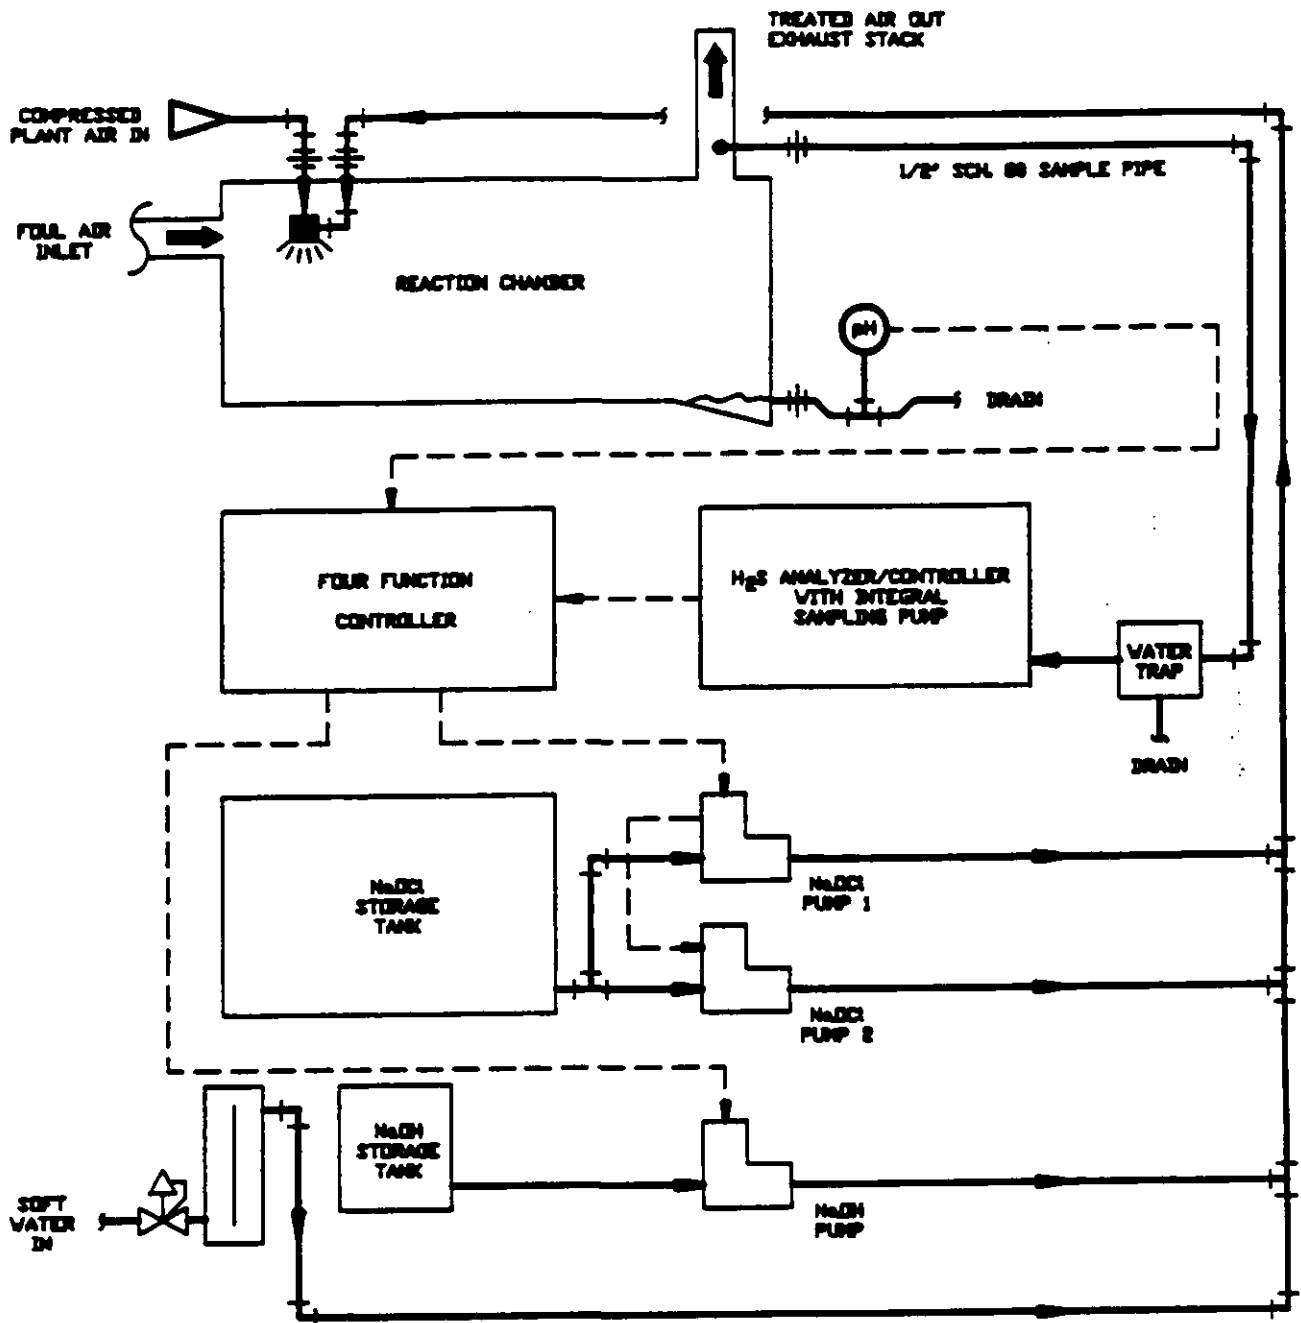 TREATED AIR OUT
EXHAUST STACK
COMPRESSED
PLANT AIR IN
1/2" SCH. 80 SAMPLE PIPE
FOUL AIR
INLET
REACTION CHAMBER
pH
DRAIN
FOUR FUNCTION
CONTROLLER
H2S ANALYZER/CONTROLLER
WITH INTEGRAL
SAMPLING PUMP
WATER
TRAP
DRAIN
NaOCl
STORAGE
TANK
NaOCl
PUMP 1
NaOCl
PUMP 2
NaOH
STORAGE
TANK
SOFT
WATER
IN
NaOH
PUMP